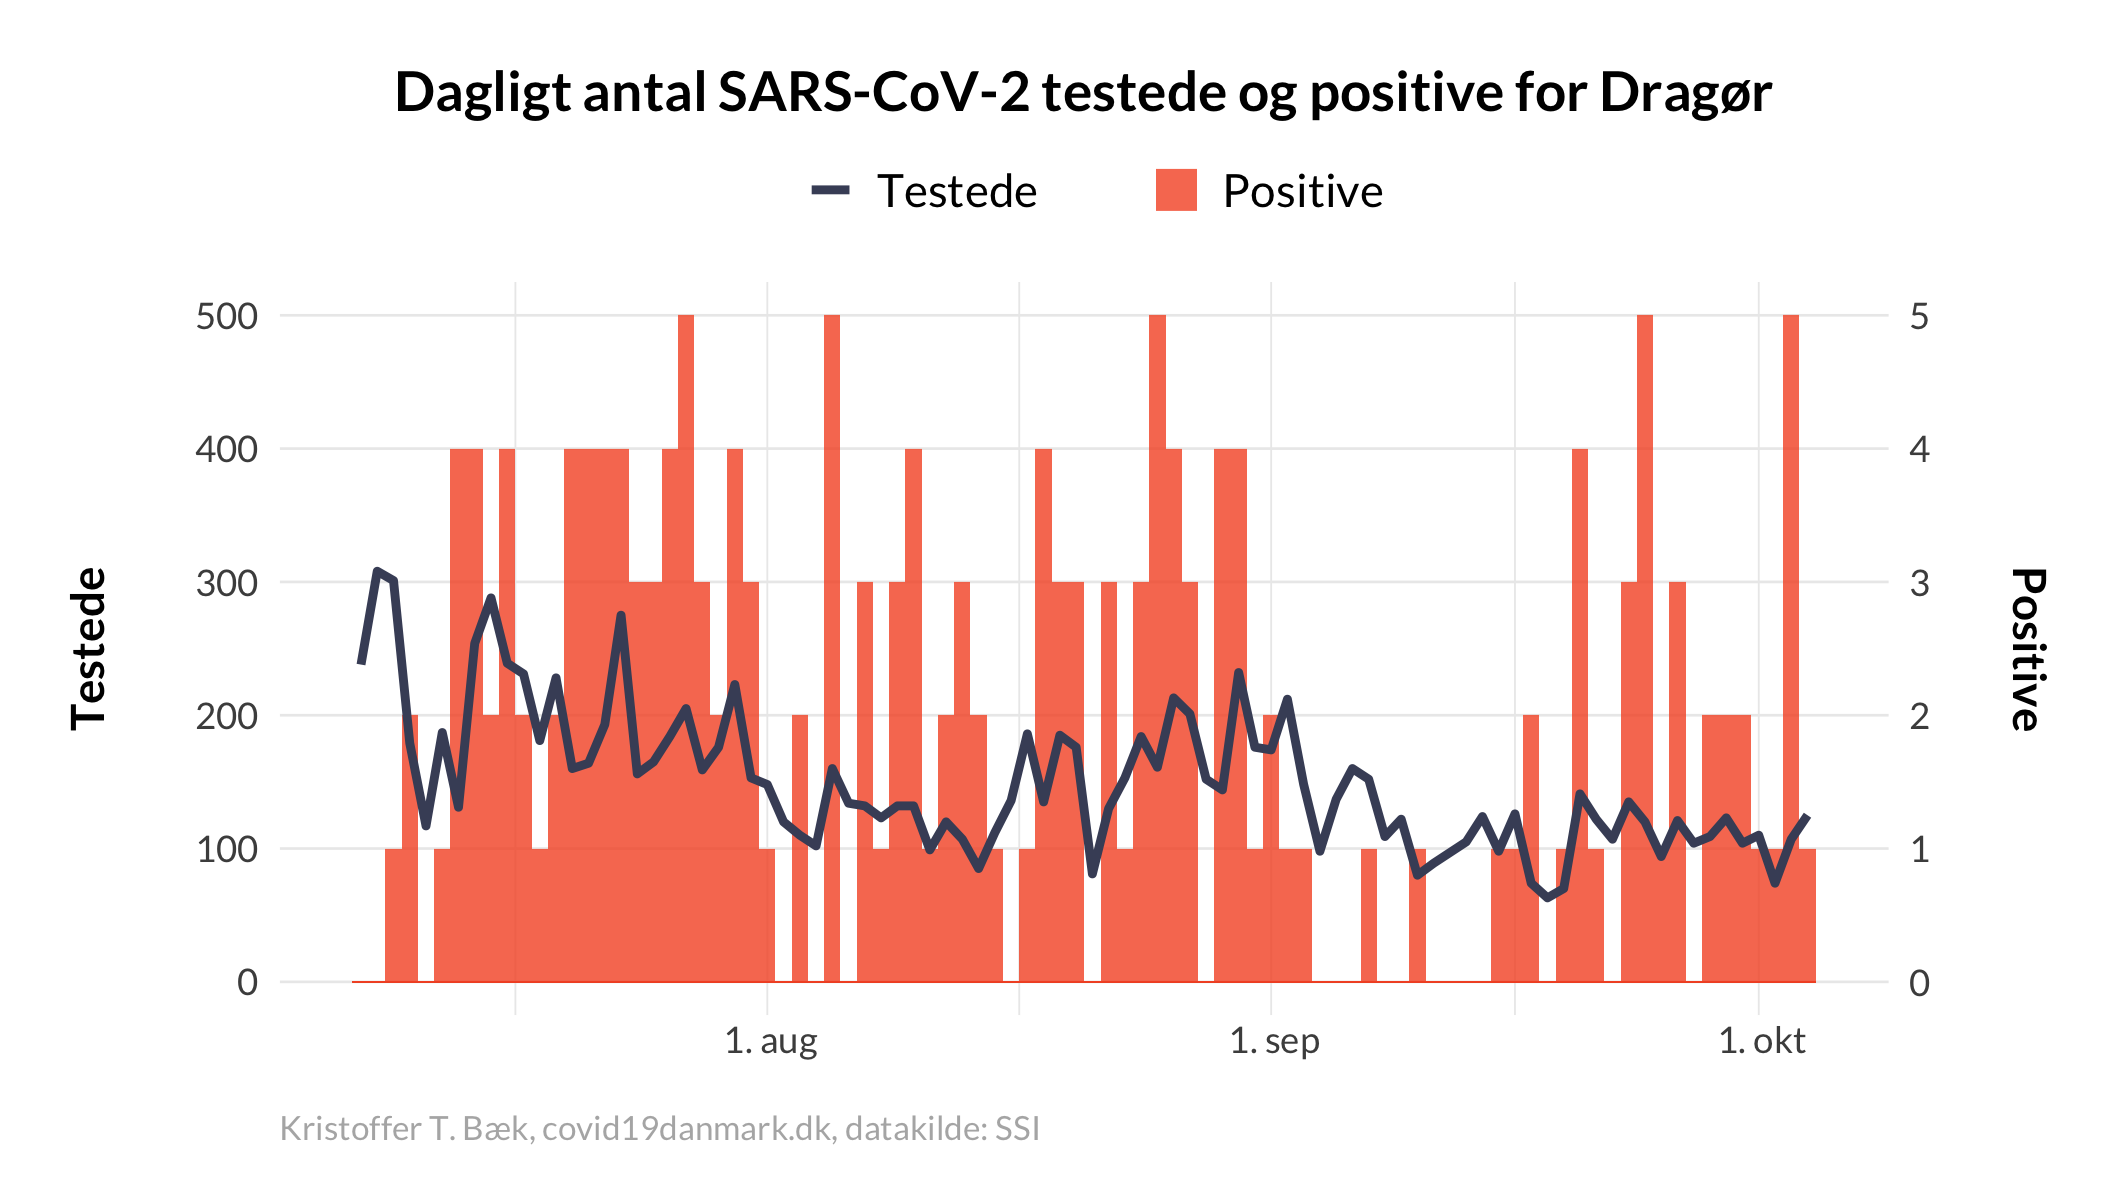 Dagligt antal SARS-CoV-2 testede og positive for Dragør
Testede
Positive
500
400
300
200
100
0
Testede
5
4
3
2
1
0
Positive
1. aug
1. sep
1. okt
Kristoffer T. Bæk, covid19danmark.dk, datakilde: SSI